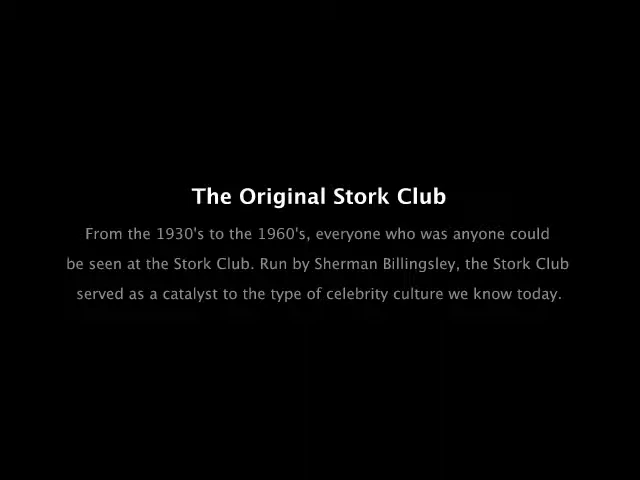 The Original Stork Club
From the 1930's to the 1960's, everyone who was anyone could
be seen at the Stork Club. Run by Sherman Billingsley, the Stork Club
served as a catalyst to the type of celebrity culture we know today.